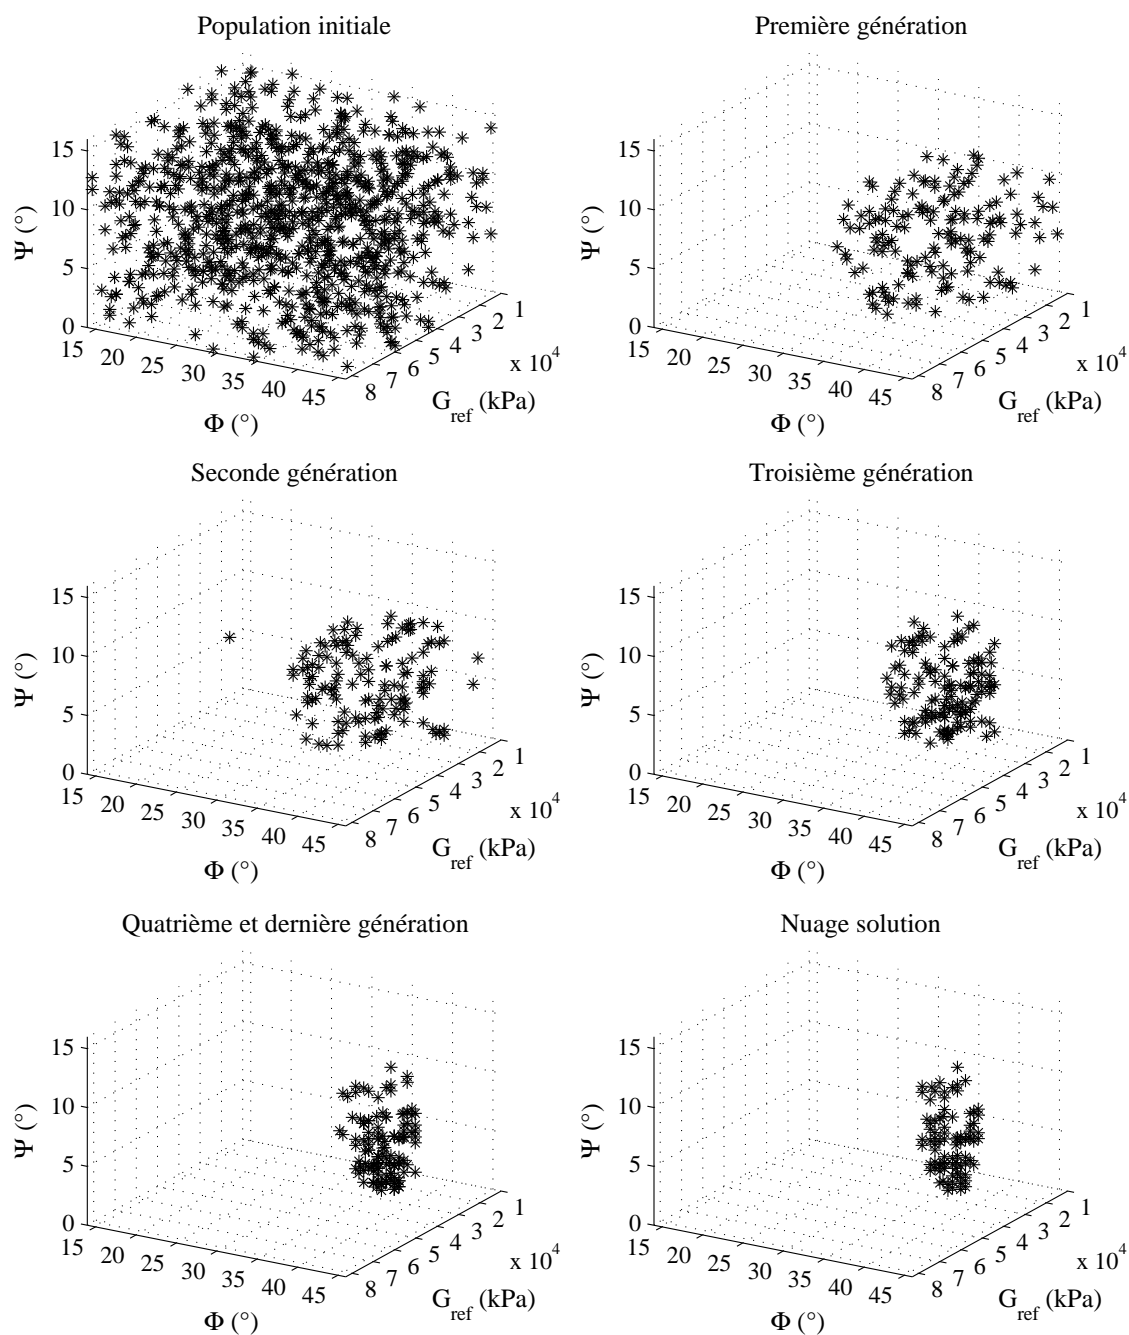 Population initiale
15
10
5
0
Ψ (°)
15 20 25 30 35 40 45
Φ (°)
8 7 6 5 4 3 2 1
x 10^4
G_ref (kPa)
Première génération
15
10
5
0
Ψ (°)
15 20 25 30 35 40 45
Φ (°)
8 7 6 5 4 3 2 1
x 10^4
G_ref (kPa)
Seconde génération
15
10
5
0
Ψ (°)
15 20 25 30 35 40 45
Φ (°)
8 7 6 5 4 3 2 1
x 10^4
G_ref (kPa)
Troisième génération
15
10
5
0
Ψ (°)
15 20 25 30 35 40 45
Φ (°)
8 7 6 5 4 3 2 1
x 10^4
G_ref (kPa)
Quatrième et dernière génération
15
10
5
0
Ψ (°)
15 20 25 30 35 40 45
Φ (°)
8 7 6 5 4 3 2 1
x 10^4
G_ref (kPa)
Nuage solution
15
10
5
0
Ψ (°)
15 20 25 30 35 40 45
Φ (°)
8 7 6 5 4 3 2 1
x 10^4
G_ref (kPa)